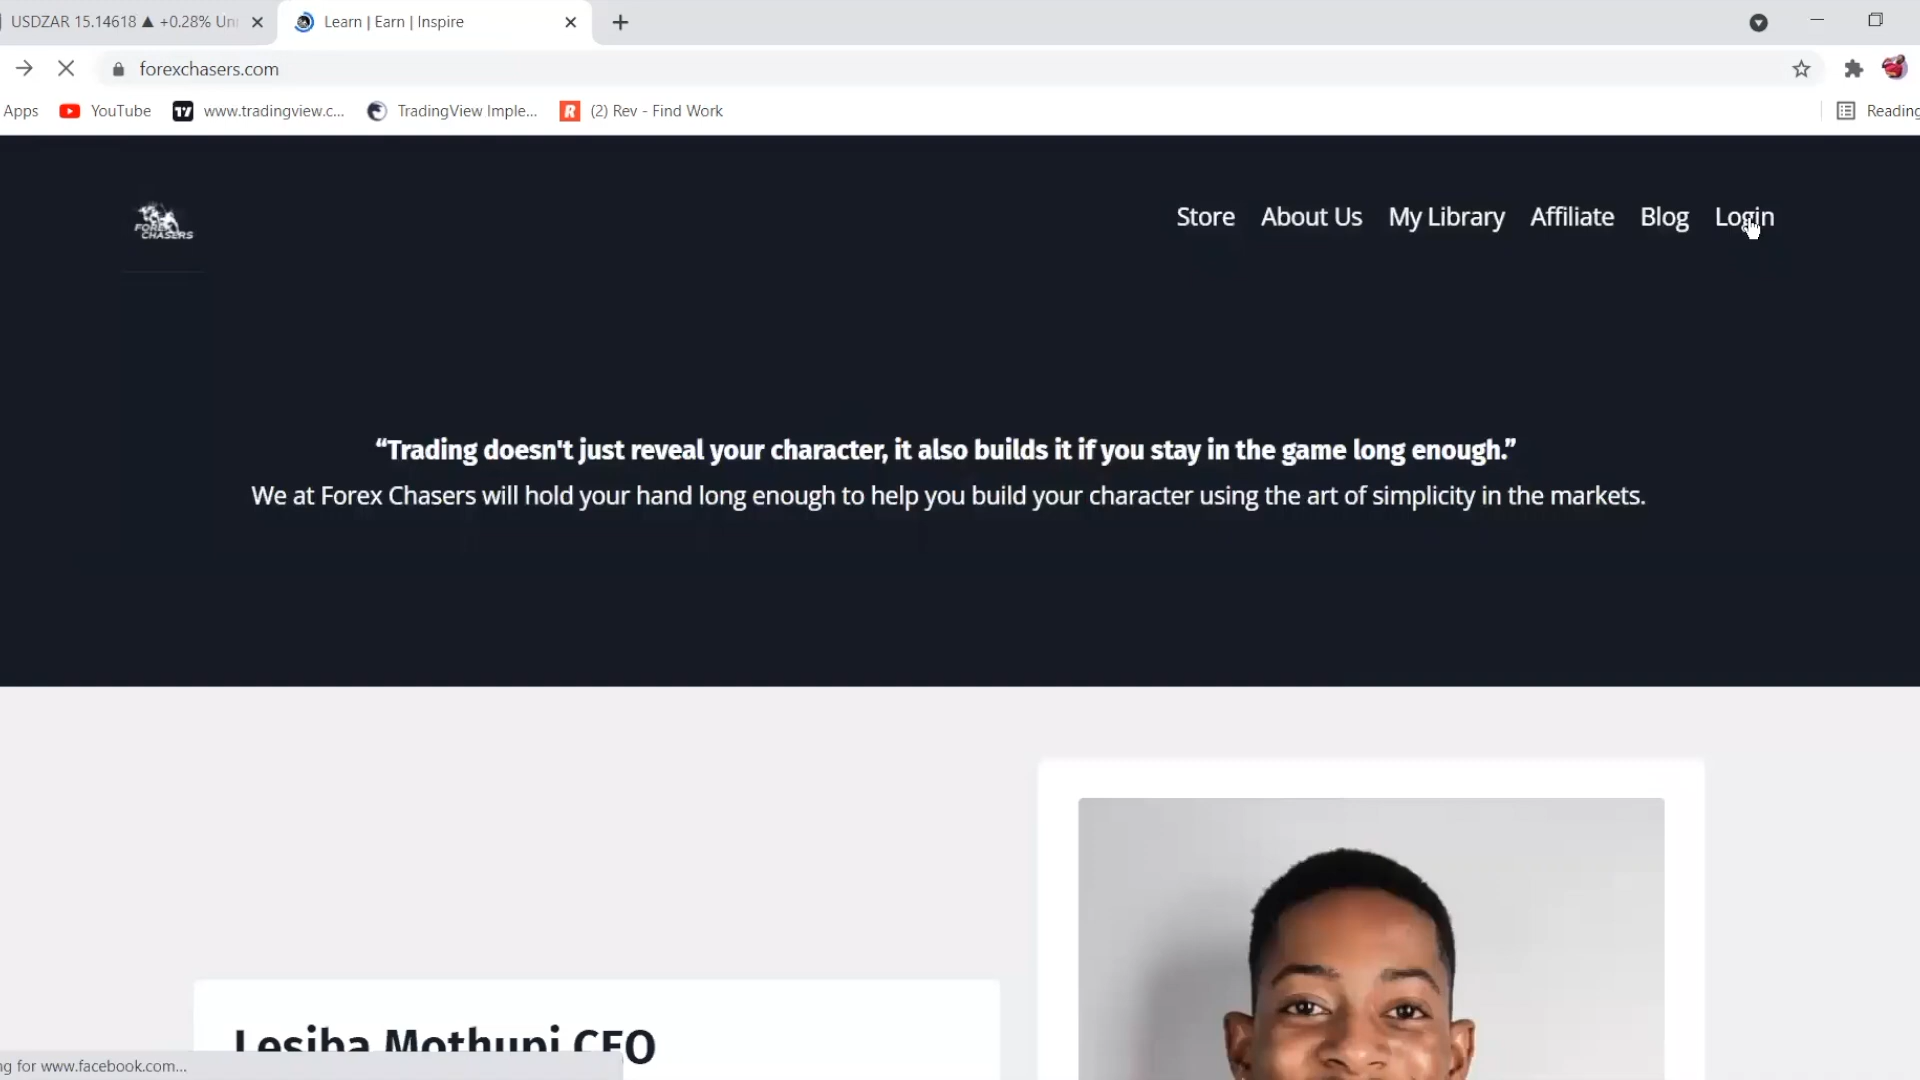 USDZAR 15.14618 ▲ +0.28% Un
Learn | Earn | Inspire
forexchasers.com
Apps
YouTube
www.tradingview.c...
TradingView Imple...
(2) Rev - Find Work
Reading
FOREX
CHASERS
Store
About Us
My Library
Affiliate
Blog
Login
“Trading doesn't just reveal your character, it also builds it if you stay in the game long enough.”
We at Forex Chasers will hold your hand long enough to help you build your character using the art of simplicity in the markets.
Lesiba Mothupi CEO
ng for www.facebook.com...